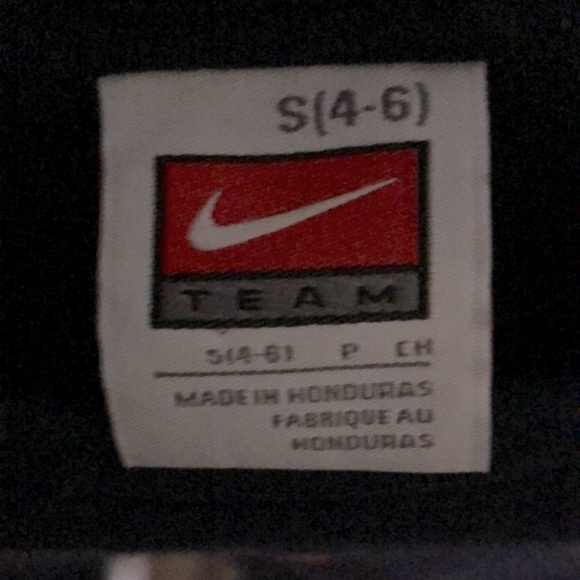 S(4-6)
TEAM
S(4-6) P CH
MADE IN HONDURAS
FABRIQUE AU
HONDURAS